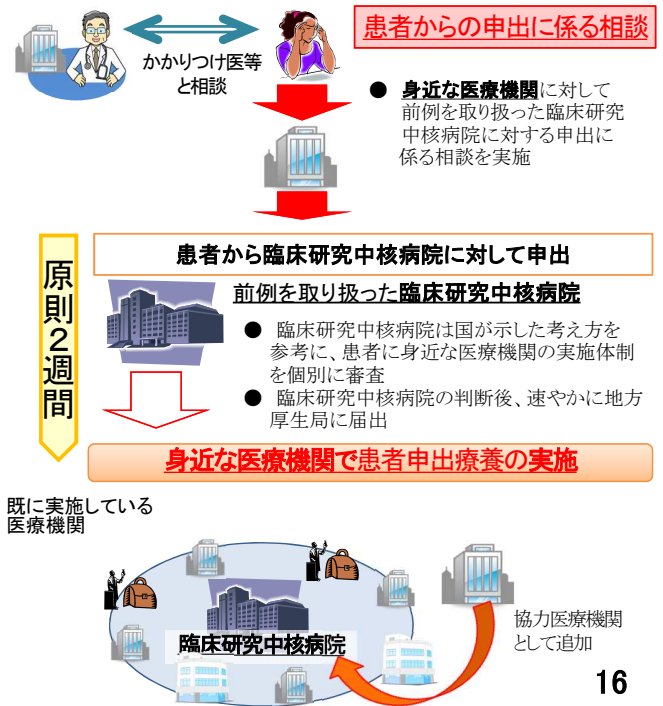 患者からの申出に係る相談
かかりつけ医等
と相談
● 身近な医療機関に対して
前例を取り扱った臨床研究
中核病院に対する申出に
係る相談を実施
原則2週間
患者から臨床研究中核病院に対して申出
前例を取り扱った臨床研究中核病院
● 臨床研究中核病院は国が示した考え方を
参考に、患者に身近な医療機関の実施体制
を個別に審査
● 臨床研究中核病院の判断後、速やかに地方
厚生局に届出
身近な医療機関で患者申出療養の実施
既に実施している
医療機関
臨床研究中核病院
協力医療機関
として追加
16